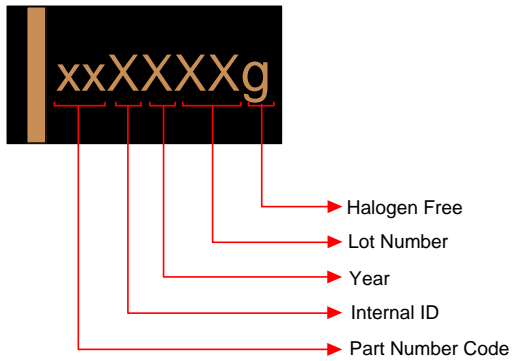 xxXXXXg
Halogen Free
Lot Number
Year
Internal ID
Part Number Code